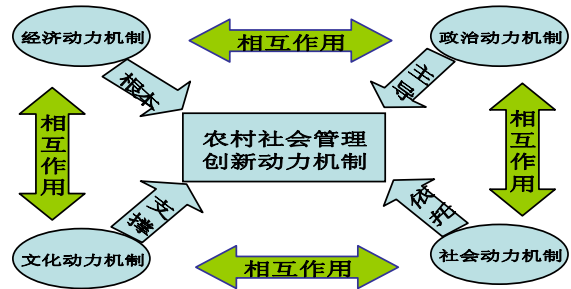 经济动力机制
相互作用
政治动力机制
根本
主导
相互作用
农村社会管理
创新动力机制
相互作用
支撑
依托
文化动力机制
相互作用
社会动力机制